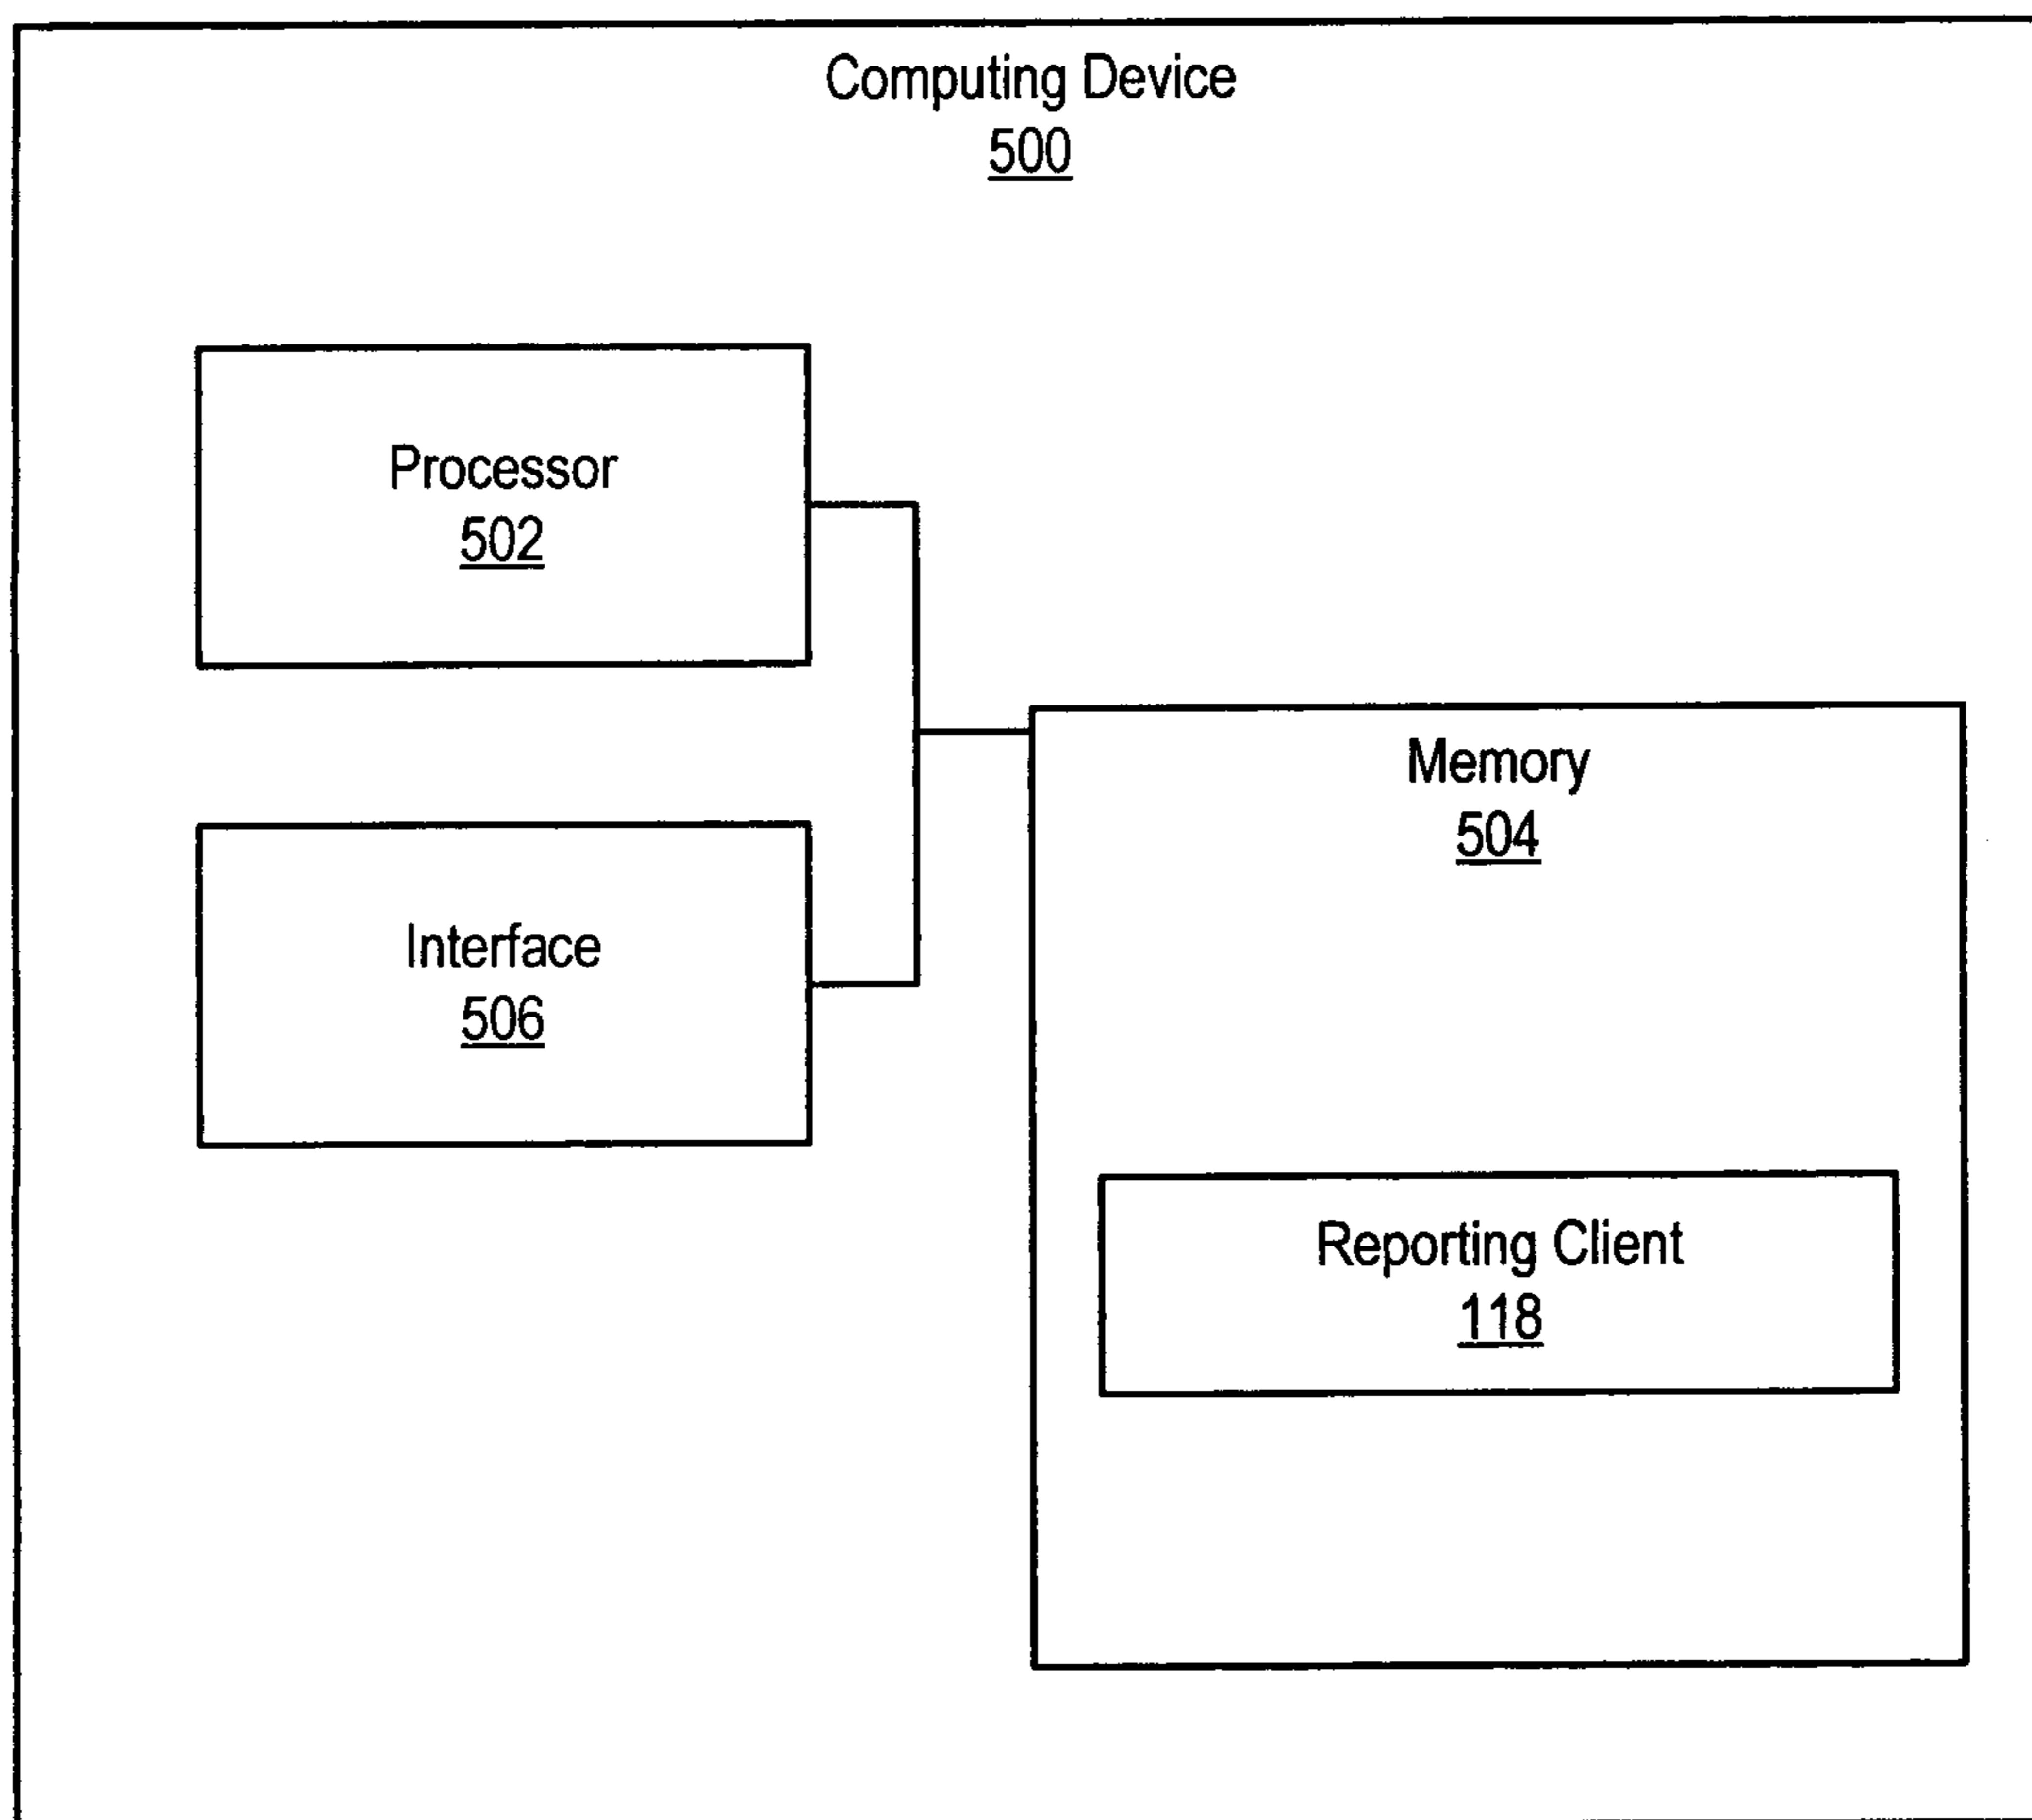 Computing Device
500
Processor
502
Memory
504
Interface
506
Reporting Client
118